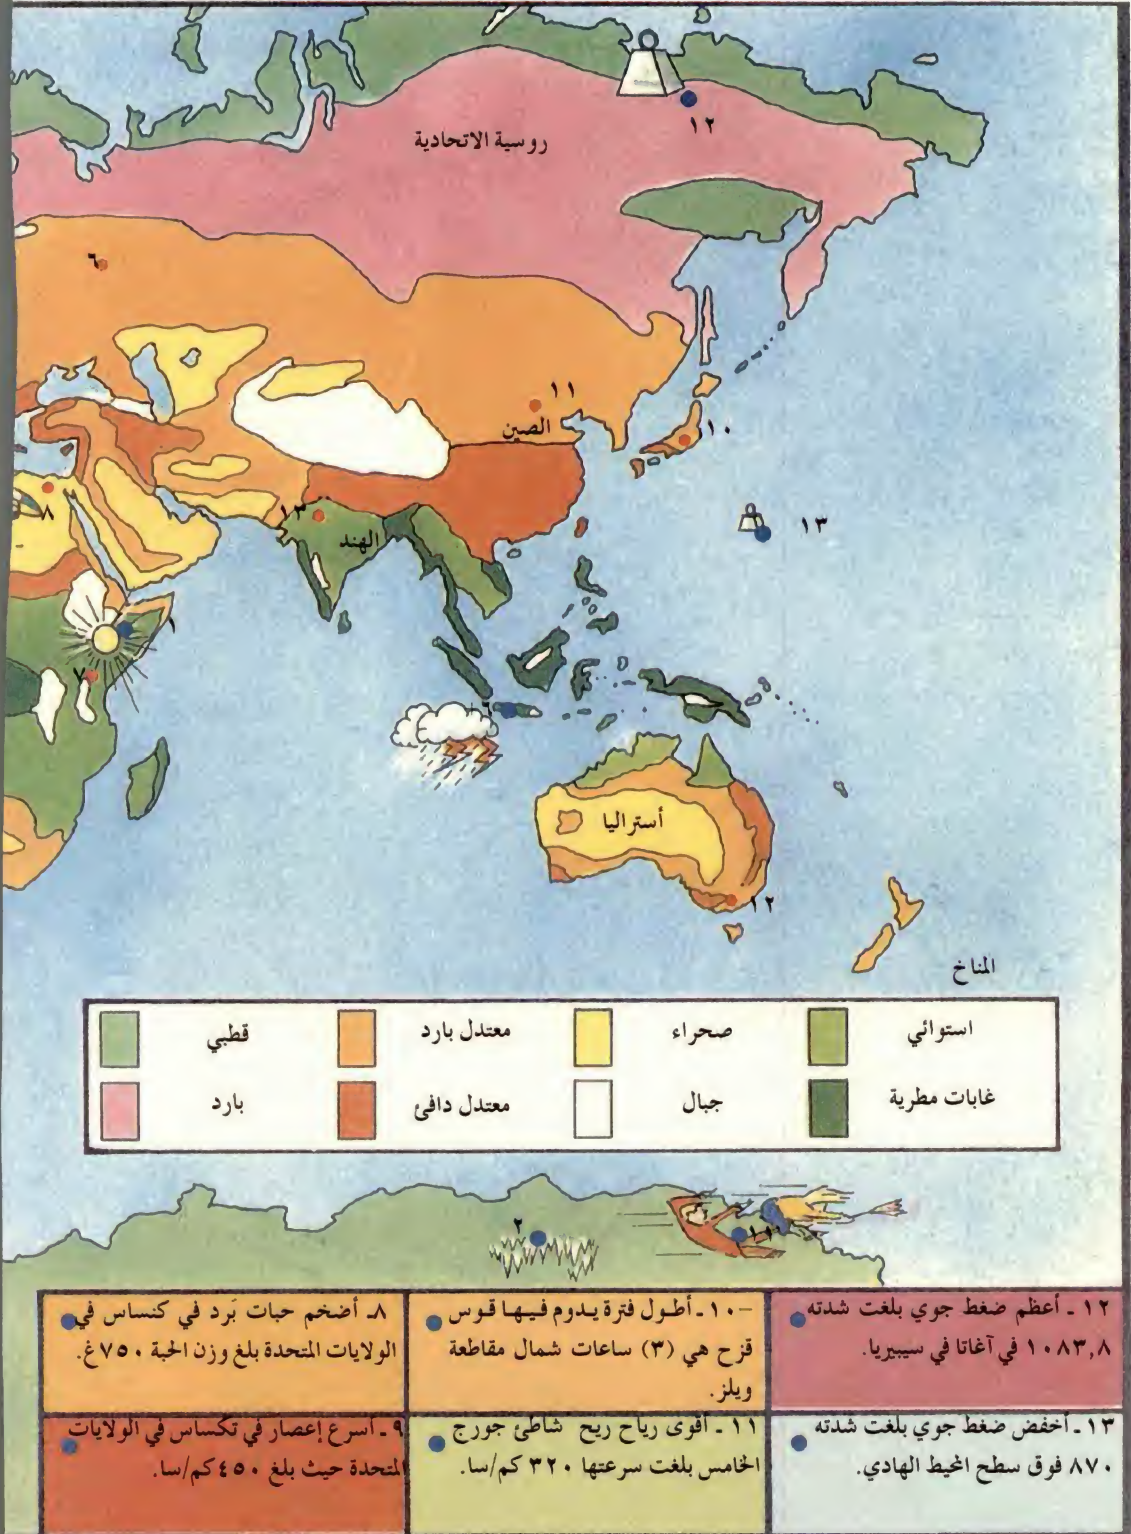 ١٢
روسية الاتحادية
٦
١١
الصين
١٠
٨
١٣
الهند
١٣
١
٧
٦
أستراليا
١٢
المناخ
استوائي
صحراء
معتدل بارد
قطبي
غابات مطرية
جبال
معتدل دافئ
بارد
٢
١١
١٢ ـ أعظم ضغط جوي بلغت شدته
١٠٨٣,٨ في آغاتا في سيبيريا.
١٠ ـ أطول فترة يدوم فيها قوس
قزح هي (٣) ساعات شمال مقاطعة
ويلز.
٨ـ أضخم حبات بَرد في كنساس في
الولايات المتحدة بلغ وزن الحبة ٧٥٠غ.
١٣ ـ أخفض ضغط جوي بلغت شدته
٨٧٠ فوق سطح المحيط الهادي.
١١ ـ أقوى رياح ريح شاطئ جورج
الخامس بلغت سرعتها ٣٢٠ كم/سا.
٩ ـ أسرع إعصار في تكساس في الولايات
المتحدة حيث بلغ ٤٥٠كم/سا.